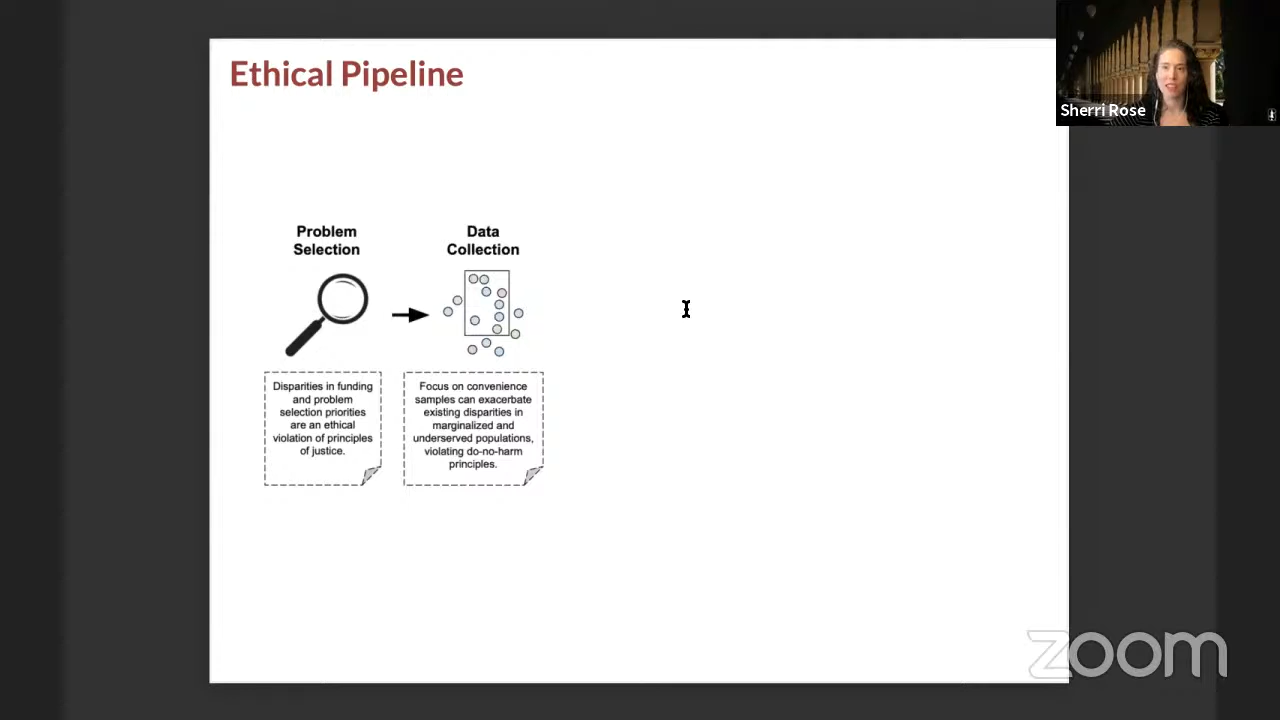 Ethical Pipeline
Sherri Rose
Problem
Selection
Data
Collection
Disparities in funding
and problem
selection priorities
are an ethical
violation of principles
of justice.
Focus on convenience
samples can exacerbate
existing disparities in
marginalized and
underserved populations,
violating do-no-harm
principles.
zoom